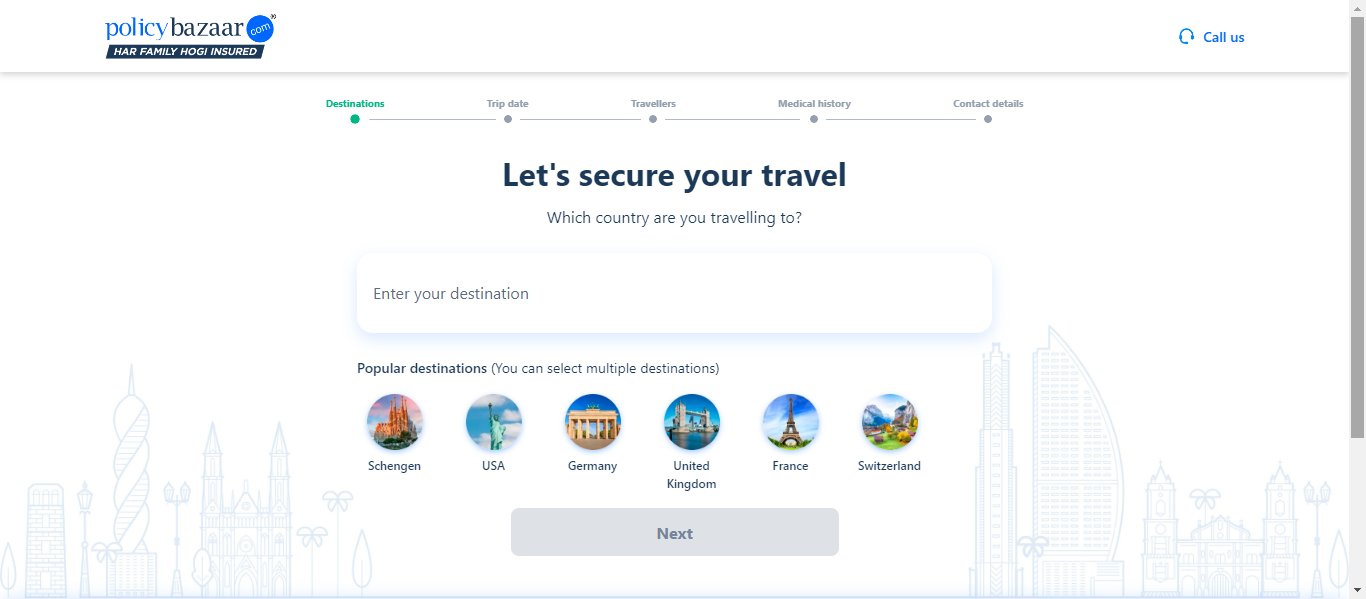 policybazaar.com®
HAR FAMILY HOGI INSURED
Call us
Destinations
Trip date
Travellers
Medical history
Contact details
Let's secure your travel
Which country are you travelling to?
Enter your destination
Popular destinations (You can select multiple destinations)
Schengen
USA
Germany
United
Kingdom
France
Switzerland
Next